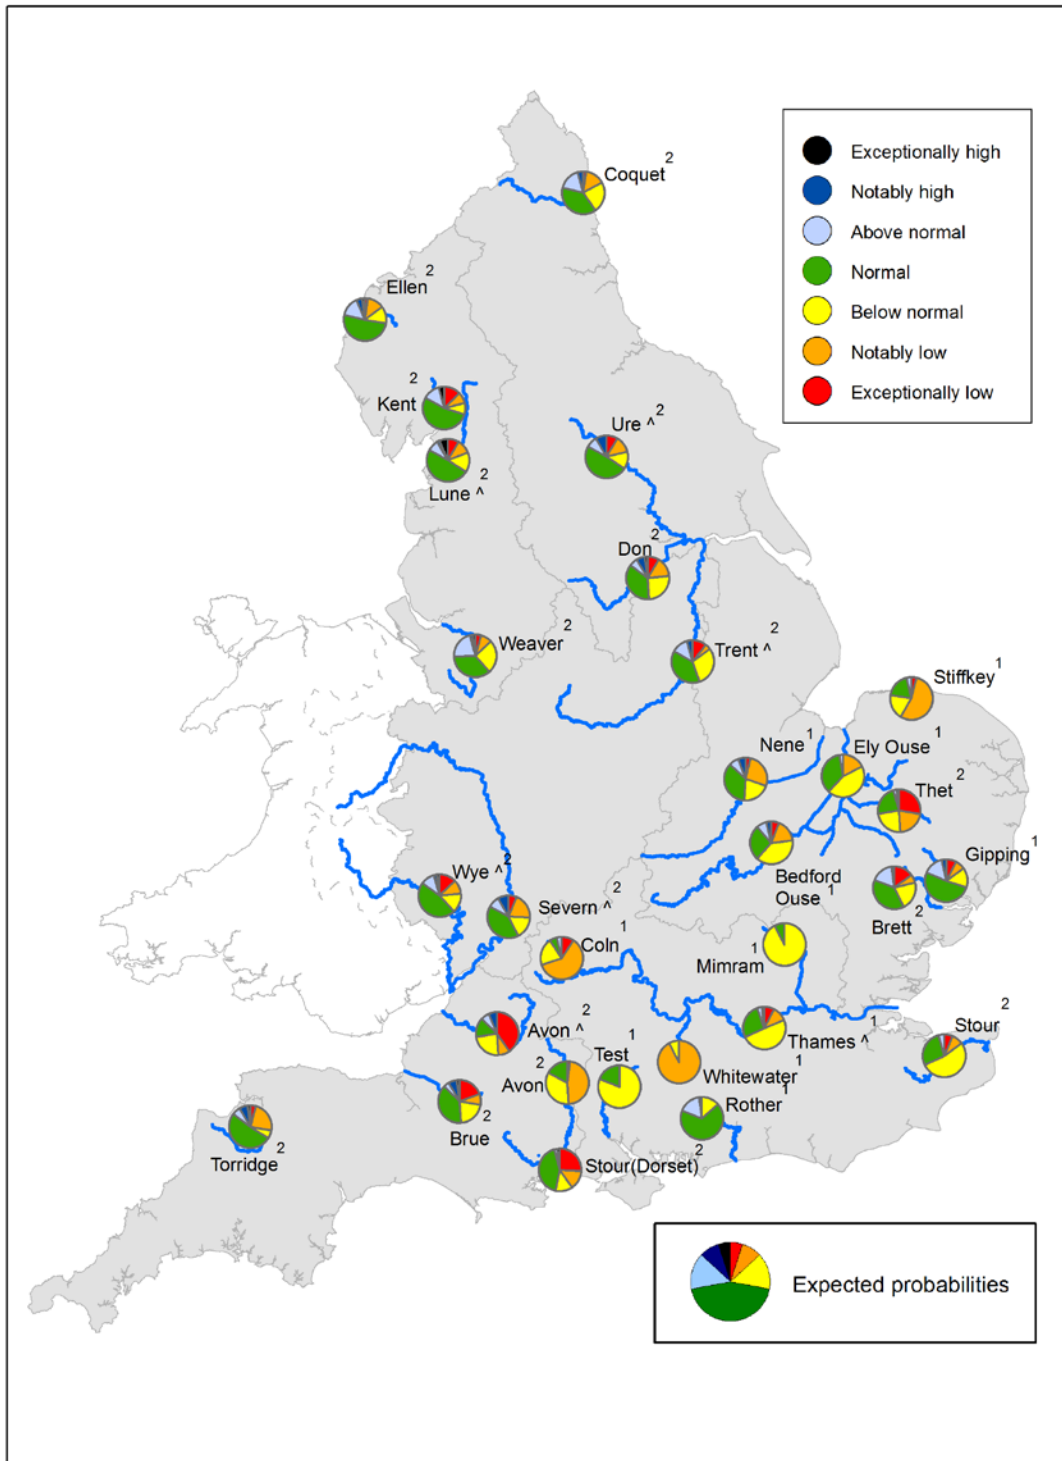 Coquet 2
Exceptionally high
Notably high
Above normal
Normal
Below normal
Notably low
Exceptionally low
Ellen 2
Kent 2
Ure ^ 2
Lune ^ 2
Don 2
Weaver 2
Trent ^ 2
Stiffkey 1
Nene 1
Ely Ouse 1
Thet 2
Gipping 1
Bedford
Ouse 1
Brett 2
Wye ^ 2
Severn ^ 2
Coln 1
Mimram 1
Avon ^ 2
Test 1
Thames ^ 1
Stour 2
Avon 2
Whitewater 1
Rother 1
Brue 2
Torridge 2
Stour(Dorset) 2
Expected probabilities